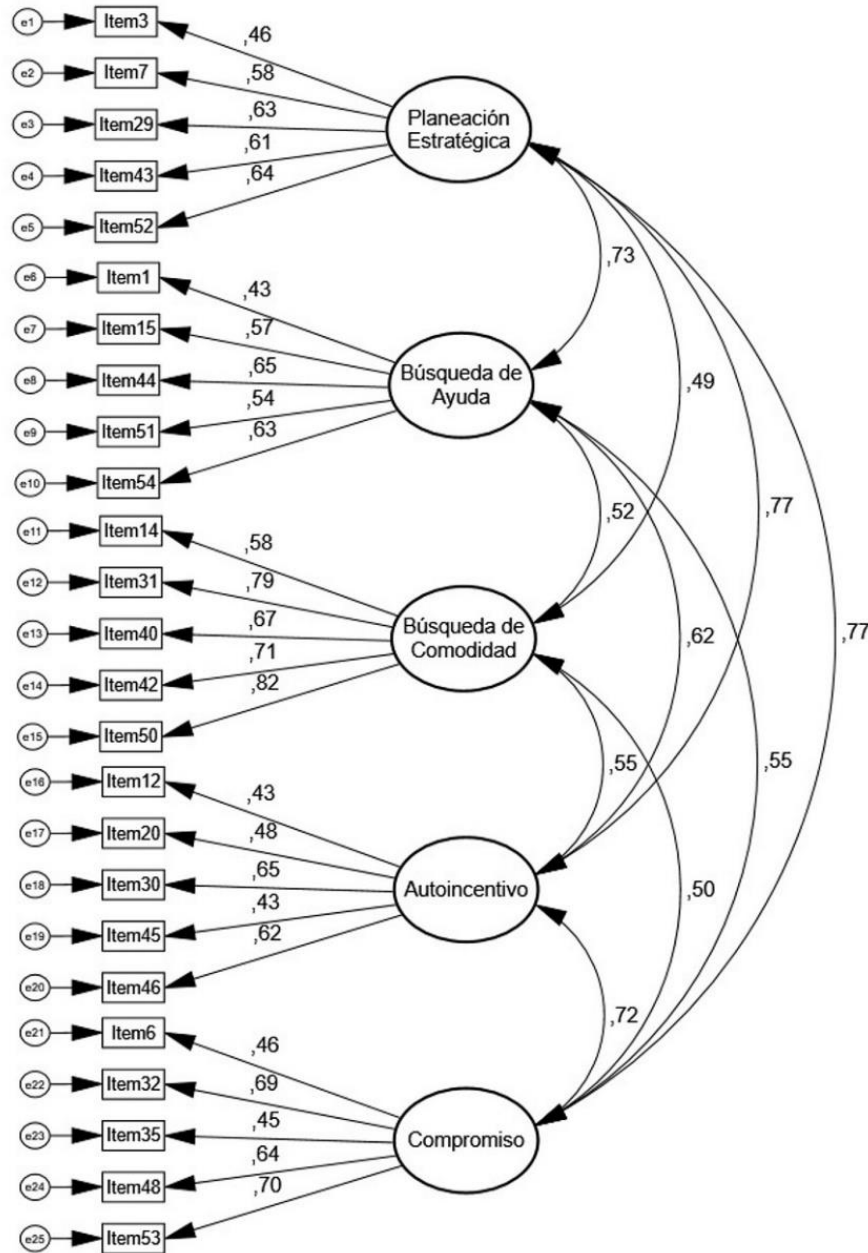 e1
Item3
,46
e2
Item7
,58
e3
Item29
,63
e4
Item43
,61
e5
Item52
,64
Planeación
Estratégica
,73
e6
Item1
,43
e7
Item15
,57
e8
Item44
,65
e9
Item51
,54
e10
Item54
,63
Búsqueda de
Ayuda
,49
,52
,77
e11
Item14
,58
e12
Item31
,79
e13
Item40
,67
e14
Item42
,71
e15
Item50
,82
Búsqueda de
Comodidad
,62
,77
,55
,55
e16
Item12
,43
e17
Item20
,48
e18
Item30
,65
e19
Item45
,43
e20
Item46
,62
Autoincentivo
,50
,72
e21
Item6
,46
e22
Item32
,69
e23
Item35
,45
e24
Item48
,64
e25
Item53
,70
Compromiso